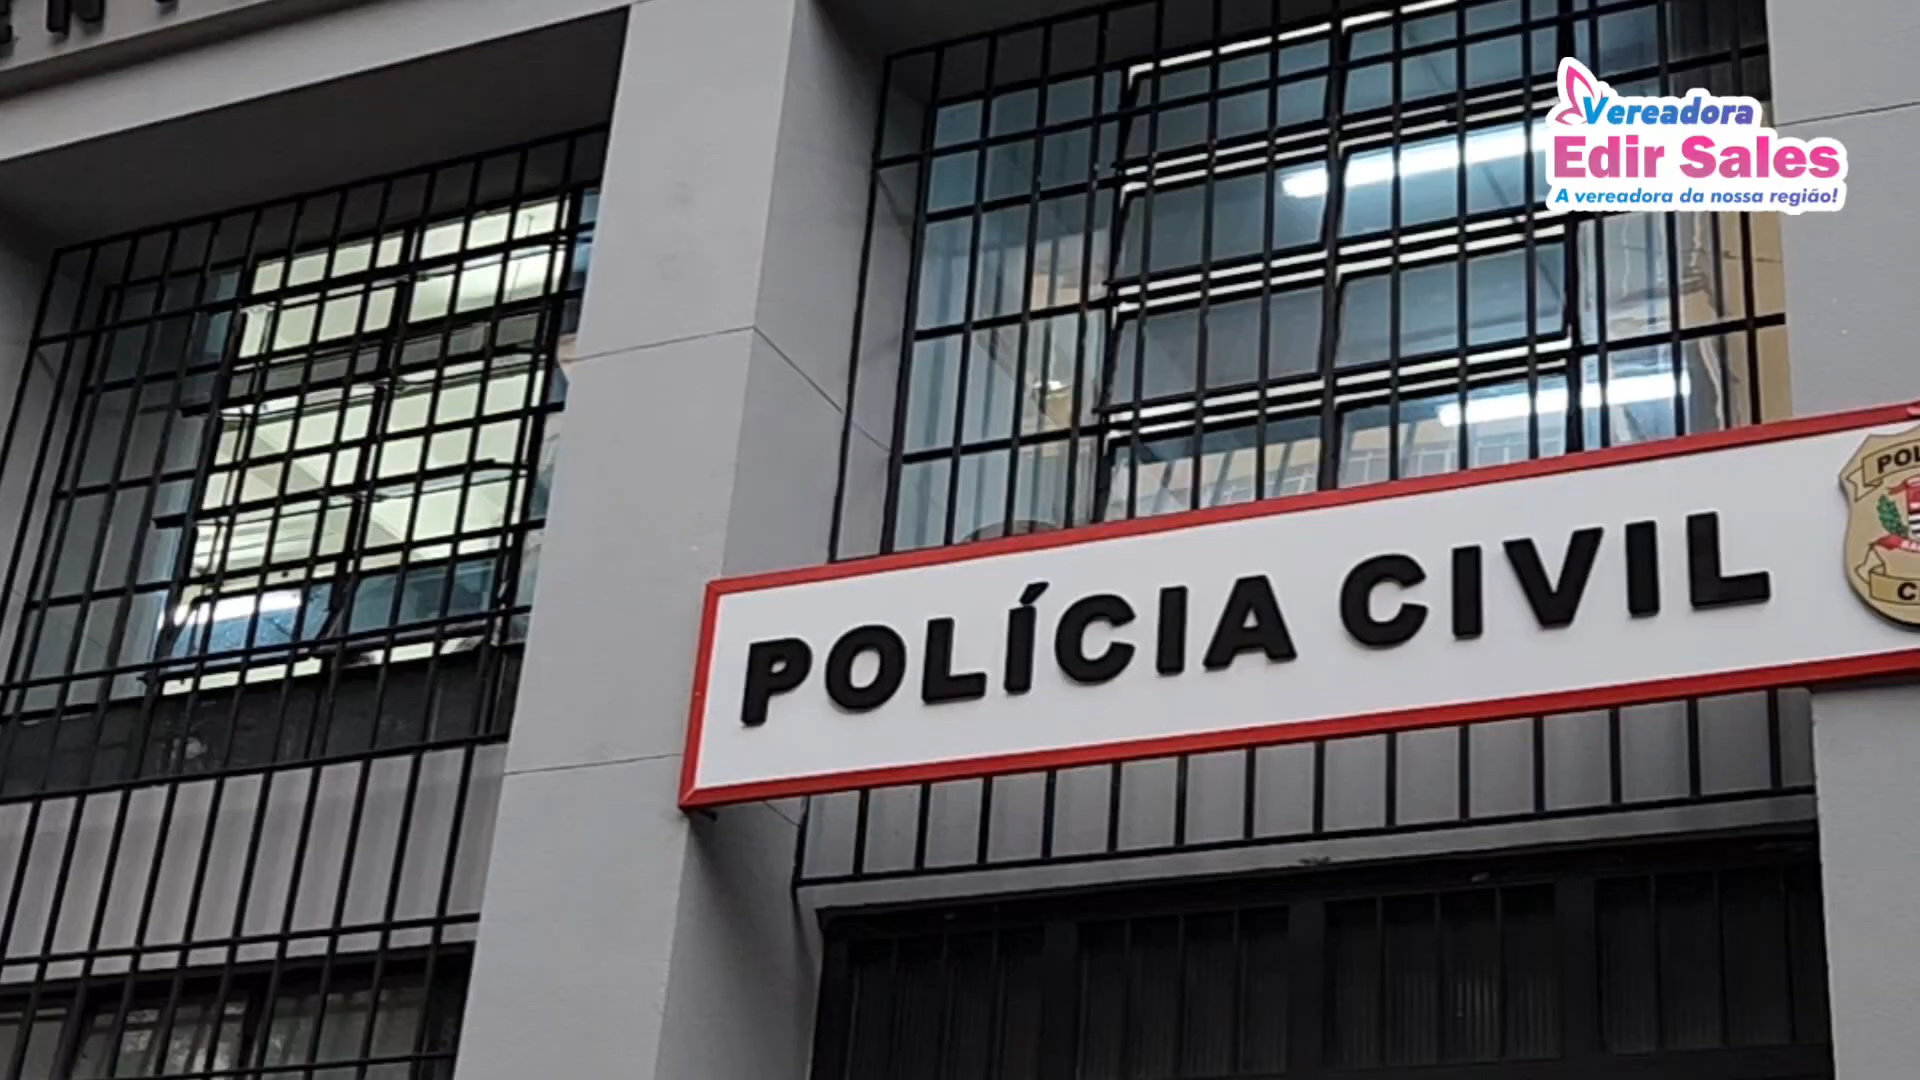 Vereadora
Edir Sales
A vereadora da nossa região!
POLÍCIA CIVIL